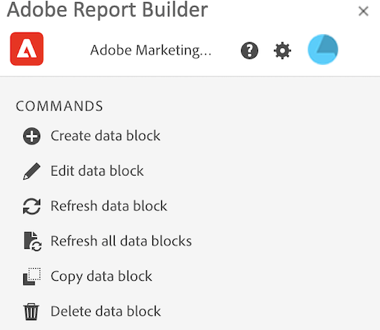 Adobe Report Builder
Adobe Marketing...
COMMANDS
Create data block
Edit data block
Refresh data block
Refresh all data blocks
Copy data block
Delete data block